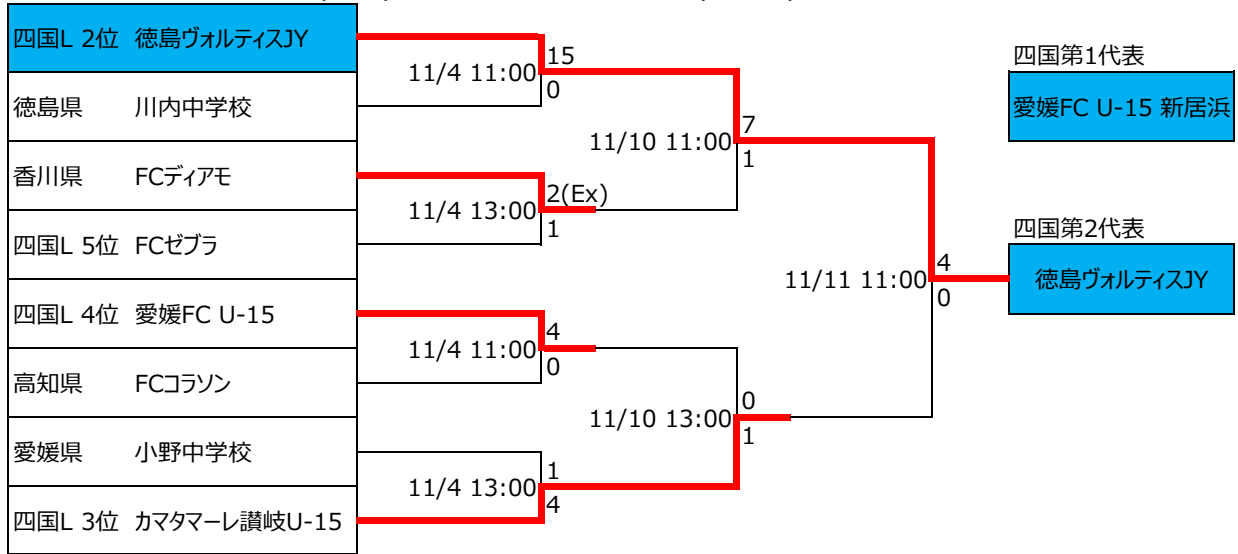 四国L 2位 徳島ヴォルティスJY
徳島県 川内中学校
香川県 FCディアモ
四国L 5位 FCゼブラ
四国L 4位 愛媛FC U-15
高知県 FCコラソン
愛媛県 小野中学校
四国L 3位 カマタマーレ讃岐U-15
11/4 11:00
15
0
11/4 13:00
2(Ex)
1
11/4 11:00
4
0
11/4 13:00
1
4
11/10 11:00
7
1
11/10 13:00
0
1
11/11 11:00
4
0
四国第1代表
愛媛FC U-15 新居浜
四国第2代表
徳島ヴォルティスJY